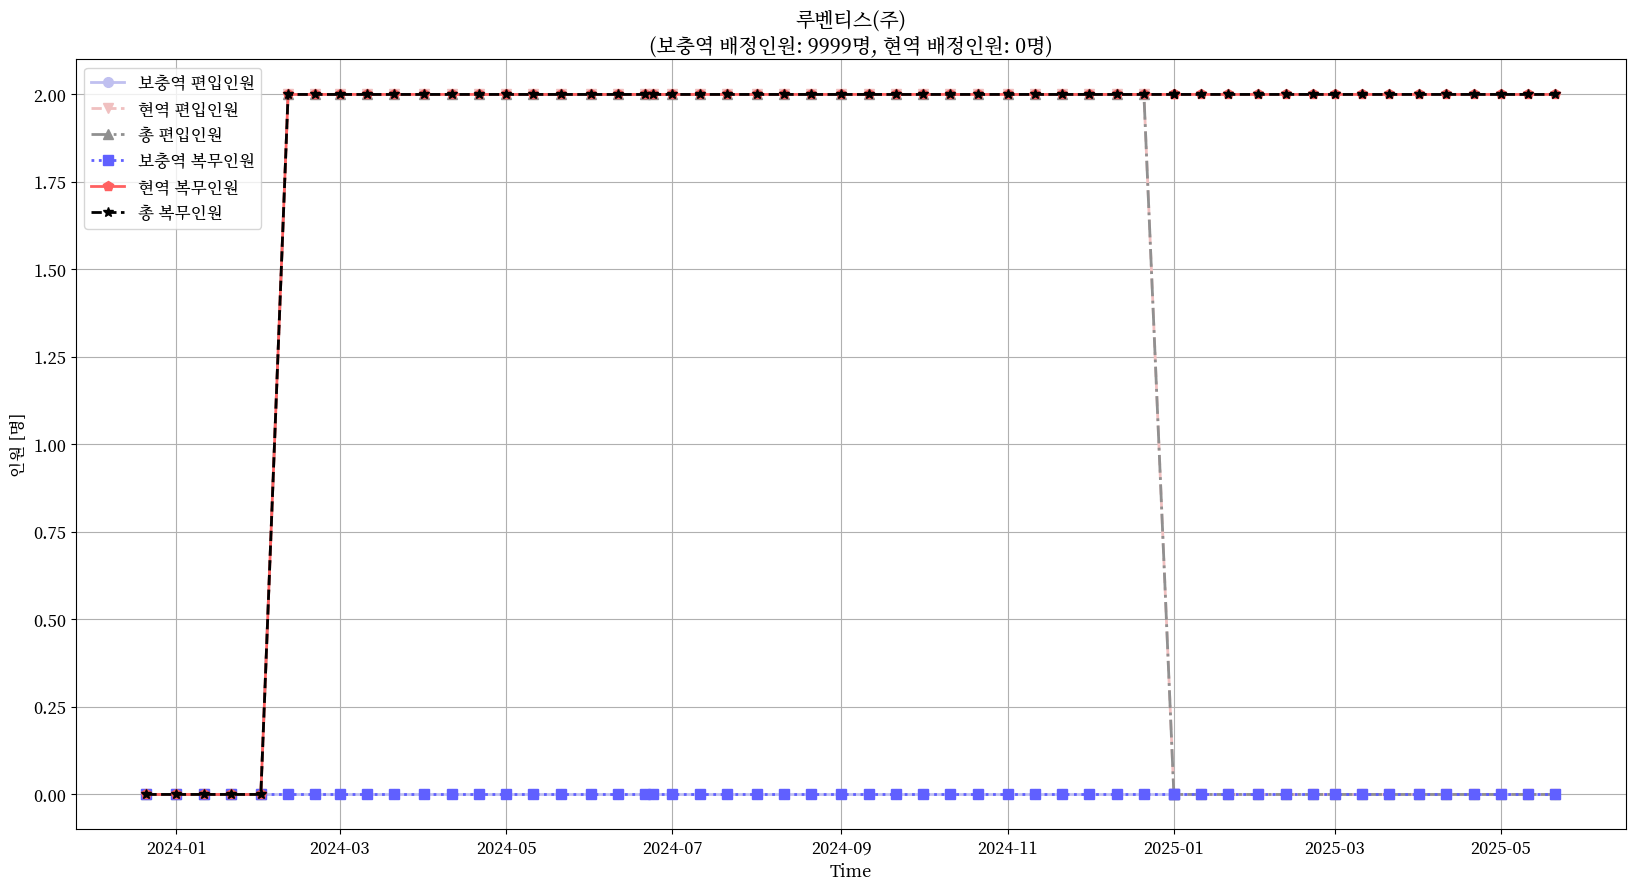 루벤티스(주)
(보충역 배정인원: 9999명, 현역 배정인원: 0명)
보충역 편입인원
현역 편입인원
총 편입인원
보충역 복무인원
현역 복무인원
총 복무인원
2.00
1.75
1.50
1.25
1.00
0.75
0.50
0.25
0.00
인원 [명]
2024-01 2024-03 2024-05 2024-07 2024-09 2024-11 2025-01 2025-03 2025-05
Time